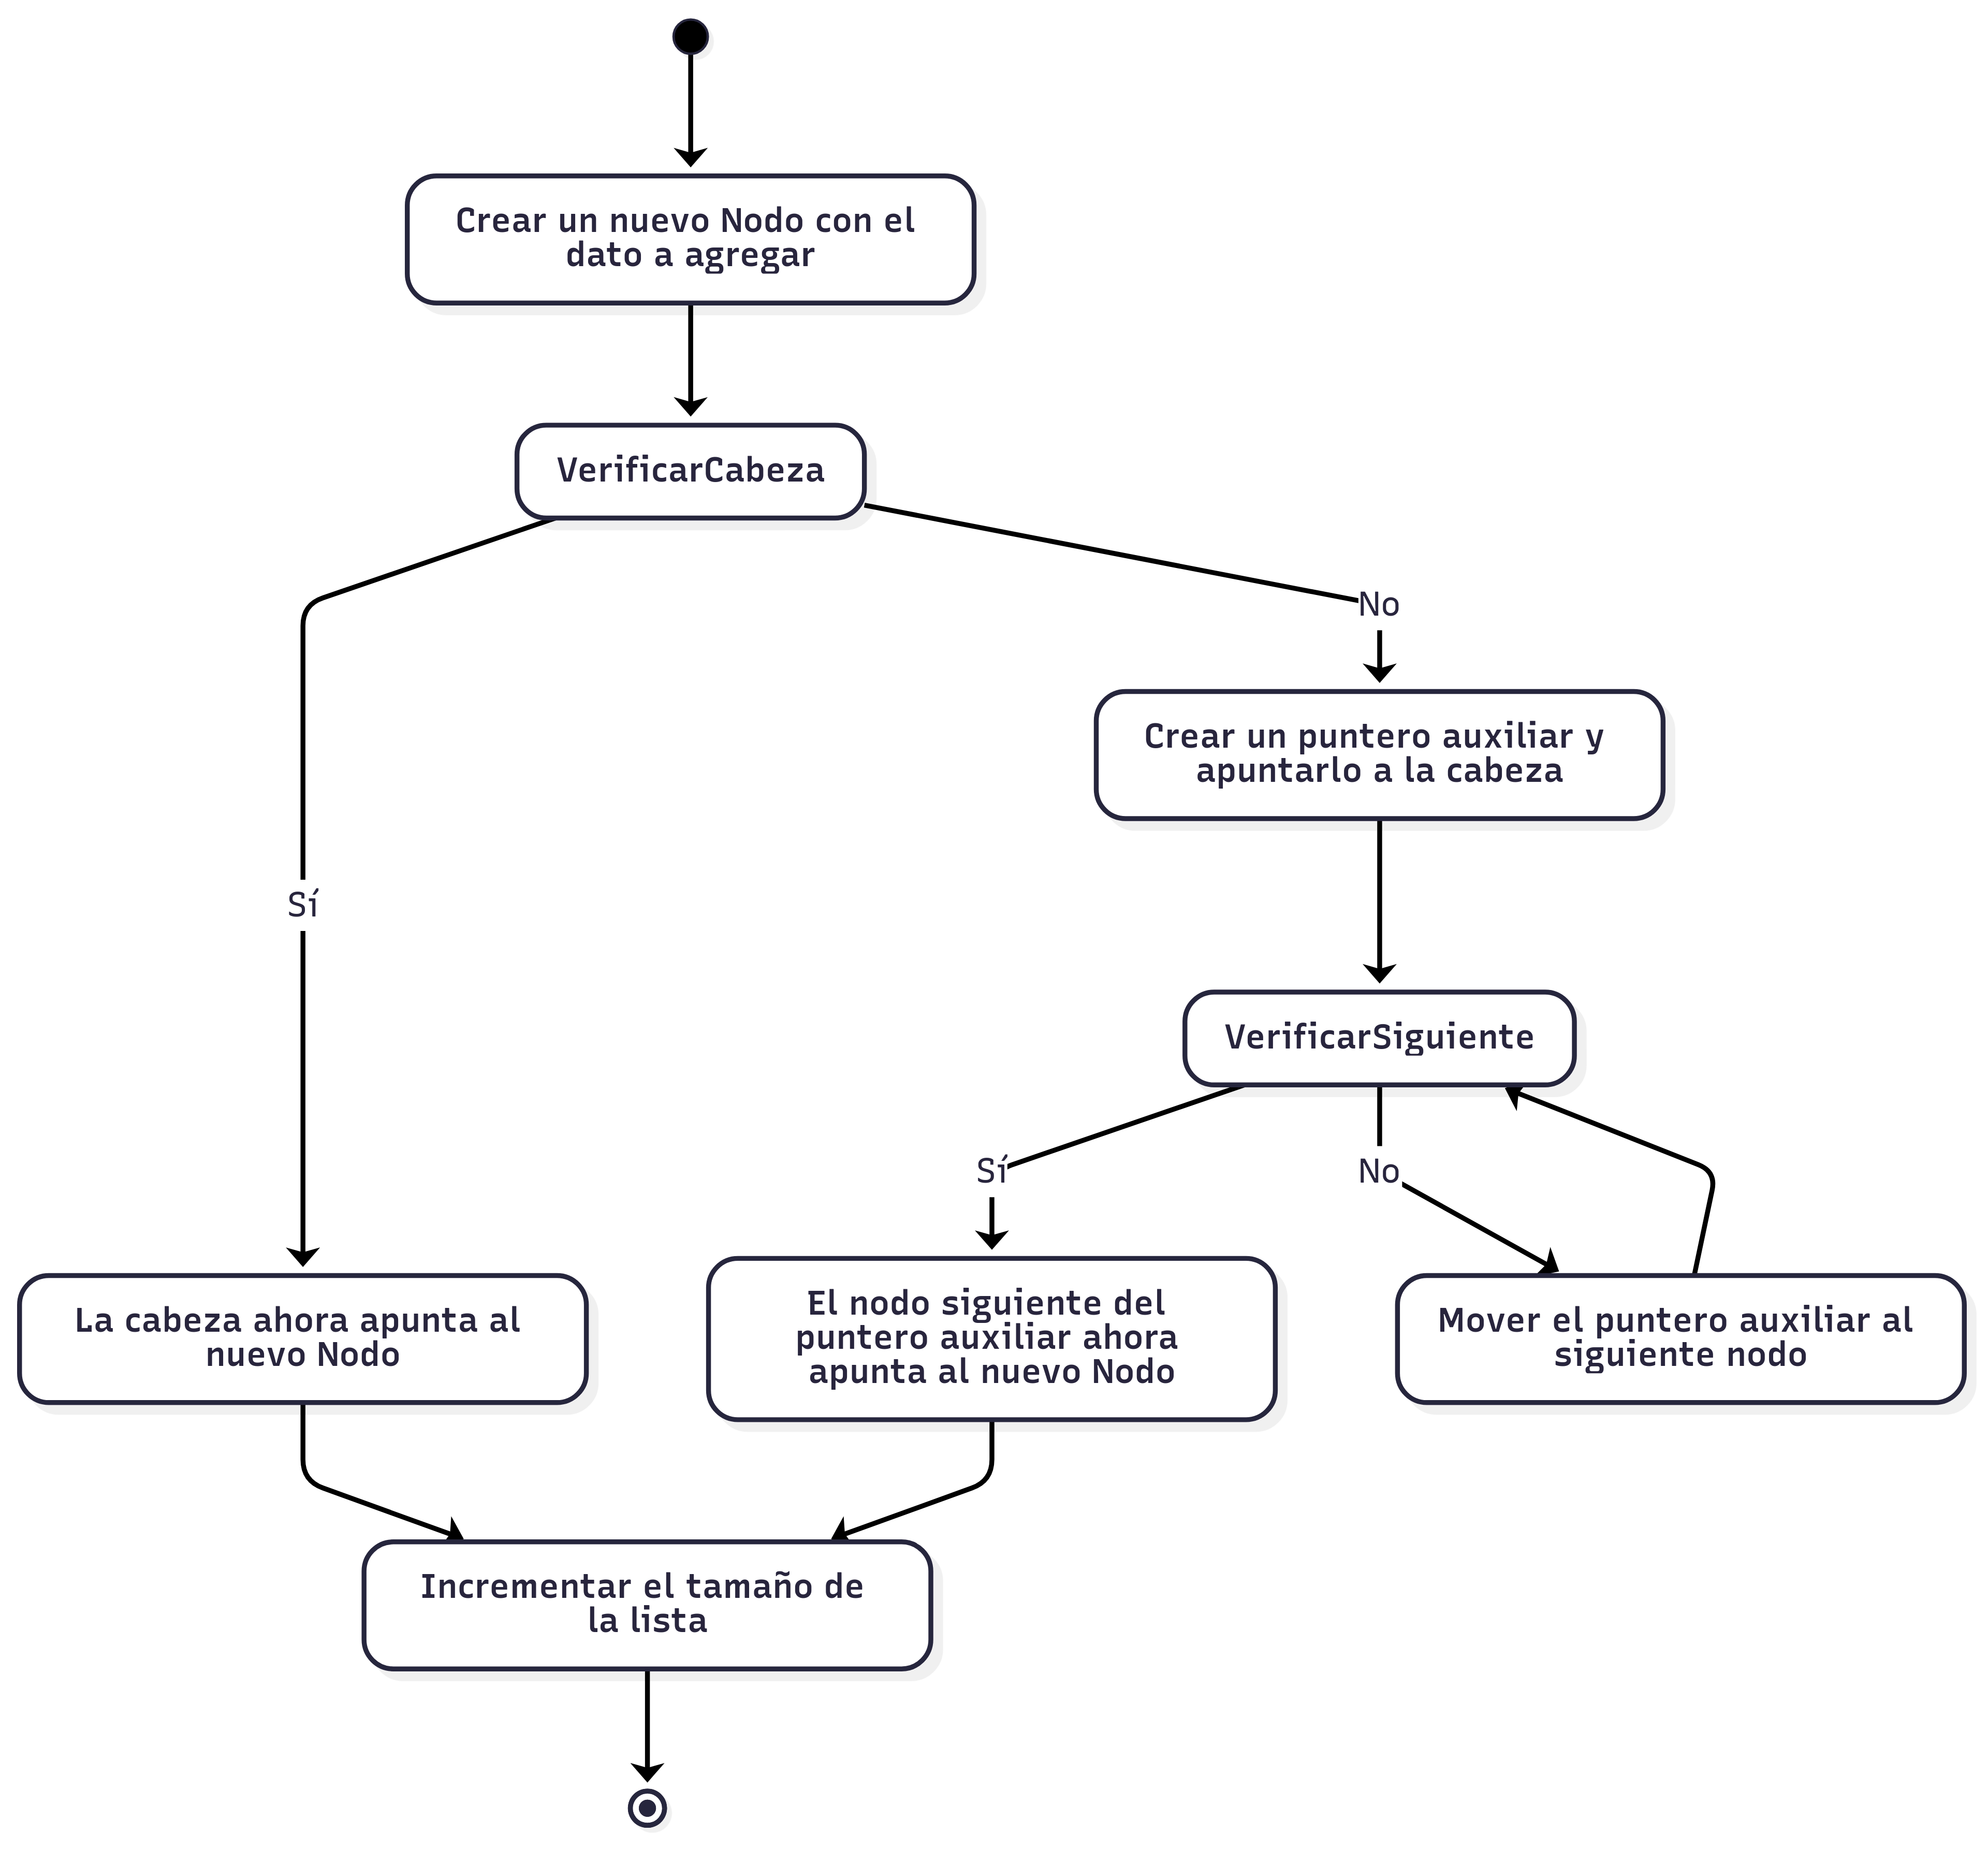 Crear un nuevo Nodo con el
dato a agregar
VerificarCabeza
No
Crear un puntero auxiliar y
apuntarlo a la cabeza
Sí
VerificarSiguiente
Sí
No
La cabeza ahora apunta al
nuevo Nodo
El nodo siguiente del
puntero auxiliar ahora
apunta al nuevo Nodo
Mover el puntero auxiliar al
siguiente nodo
Incrementar el tamaño de
la lista